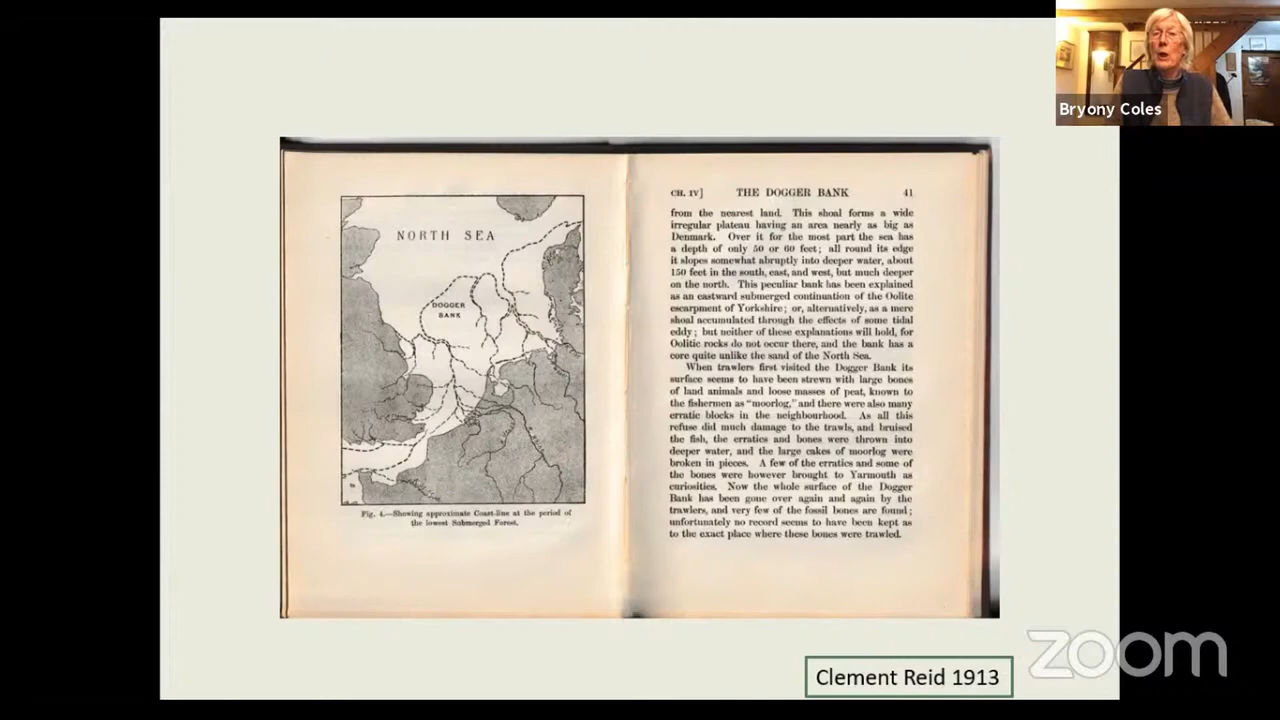 Bryony Coles
NORTH SEA
DOGGER
BANK
Fig. 4.—Showing approximate Coast-line at the period of
the lowest Submerged Forest.
CH. IV] THE DOGGER BANK 41
from the nearest land. This shoal forms a wide
irregular plateau having an area nearly as big as
Denmark. Over it for the most part the sea has
a depth of only 50 or 60 feet; all round its edge
it slopes somewhat abruptly into deeper water, about
150 feet in the south, east, and west, but much deeper
on the north. This peculiar bank has been explained
as an eastward submerged continuation of the Oolite
escarpment of Yorkshire; or, alternatively, as a mere
shoal accumulated through the effects of some tidal
eddy; but neither of these explanations will hold, for
Oolitic rocks do not occur there, and the bank has a
core quite unlike the sand of the North Sea.
When trawlers first visited the Dogger Bank its
surface seems to have been strewn with large bones
of land animals and loose masses of peat, known to
the fishermen as "moorlog," and there were also many
erratic blocks in the neighbourhood. As all this
refuse did much damage to the trawls, and bruised
the fish, the erratics and bones were thrown into
deeper water, and the large cakes of moorlog were
broken in pieces. A few of the erratics and some of
the bones were however brought to Yarmouth as
curiosities. Now the whole surface of the Dogger
Bank has been gone over again and again by the
trawlers, and very few of the fossil bones are found;
unfortunately no record seems to have been kept as
to the exact place where these bones were trawled.
Clement Reid 1913
zoom